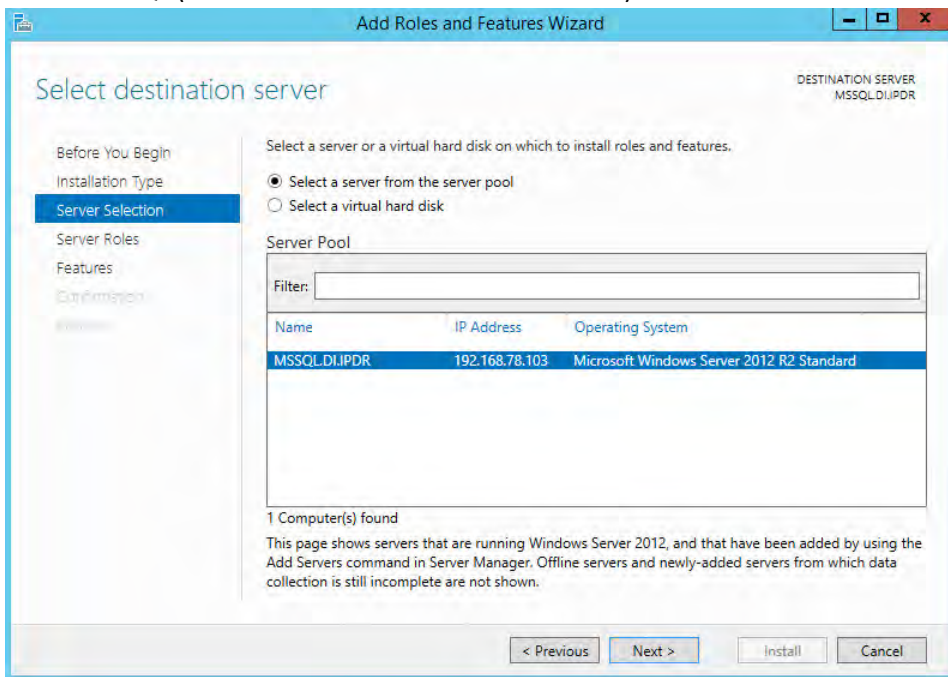 Add Roles and Features Wizard
Select destination server
DESTINATION SERVER
MSSQL.DI.IPDR
Before You Begin
Installation Type
Server Selection
Server Roles
Features
Confirmation
Select a server or a virtual hard disk on which to install roles and features.
Select a server from the server pool
Select a virtual hard disk
Server Pool
Filter:
Name IP Address Operating System
MSSQL.DI.IPDR 192.168.78.103 Microsoft Windows Server 2012 R2 Standard
1 Computer(s) found
This page shows servers that are running Windows Server 2012, and that have been added by using the
Add Servers command in Server Manager. Offline servers and newly-added servers from which data
collection is still incomplete are not shown.
< Previous Next > Install Cancel